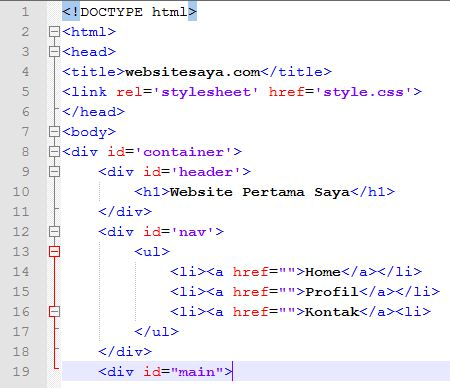 1 <!DOCTYPE html>
2 <html>
3 <head>
4 <title>websitesaya.com</title>
5 <link rel='stylesheet' href='style.css'>
6 </head>
7 <body>
8 <div id='container'>
9     <div id='header'>
10         <h1>Website Pertama Saya</h1>
11     </div>
12     <div id='nav'>
13         <ul>
14             <li><a href="">Home</a></li>
15             <li><a href="">Profil</a></li>
16             <li><a href="">Kontak</a><li>
17         </ul>
18     </div>
19     <div id="main">